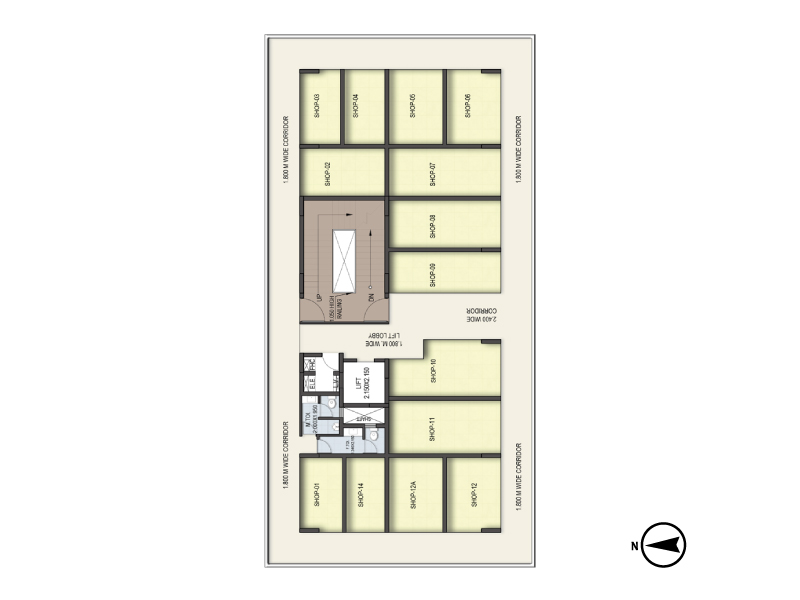 SHOP-03
SHOP-04
SHOP-05
SHOP-06
1.800 M WIDE CORRIDOR
1.800 M WIDE CORRIDOR
SHOP-02
SHOP-07
SHOP-08
SHOP-09
UP
1.050 HIGH
RAILING
DN
2.400 WIDE
CORRIDOR
1.800 M. WIDE
LIFT LOBBY
FHC
ELE
L.V.
LIFT
2.150X2.150
SHOP-10
M.TOI.
SHAFT
SHOP-11
F.TOI.
1.800 M WIDE CORRIDOR
1.800 M WIDE CORRIDOR
SHOP-01
SHOP-14
SHOP-12A
SHOP-12
N